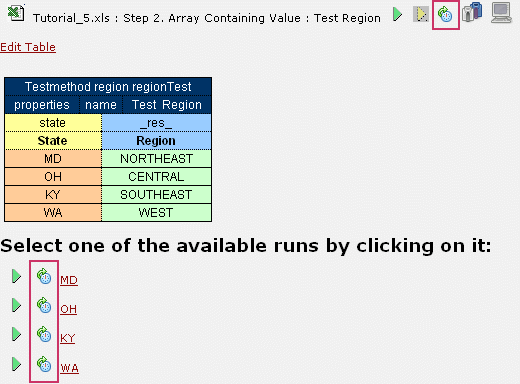 Tutorial_5.xls : Step 2. Array Containing Value : Test Region
Edit Table
Testmethod region regionTest
properties name Test Region
state _res_
State Region
MD NORTHEAST
OH CENTRAL
KY SOUTHEAST
WA WEST
Select one of the available runs by clicking on it:
MD
OH
KY
WA